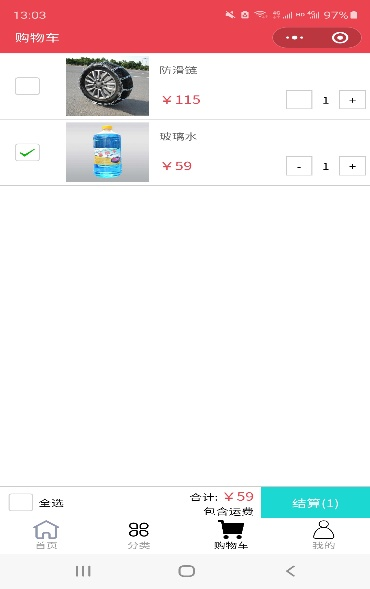 13:03
97%
购物车
防滑链
￥115
1 +
玻璃水
￥59
- 1 +
全选
合计: ￥59
包含运费
结算(1)
首页 分类 购物车 我的